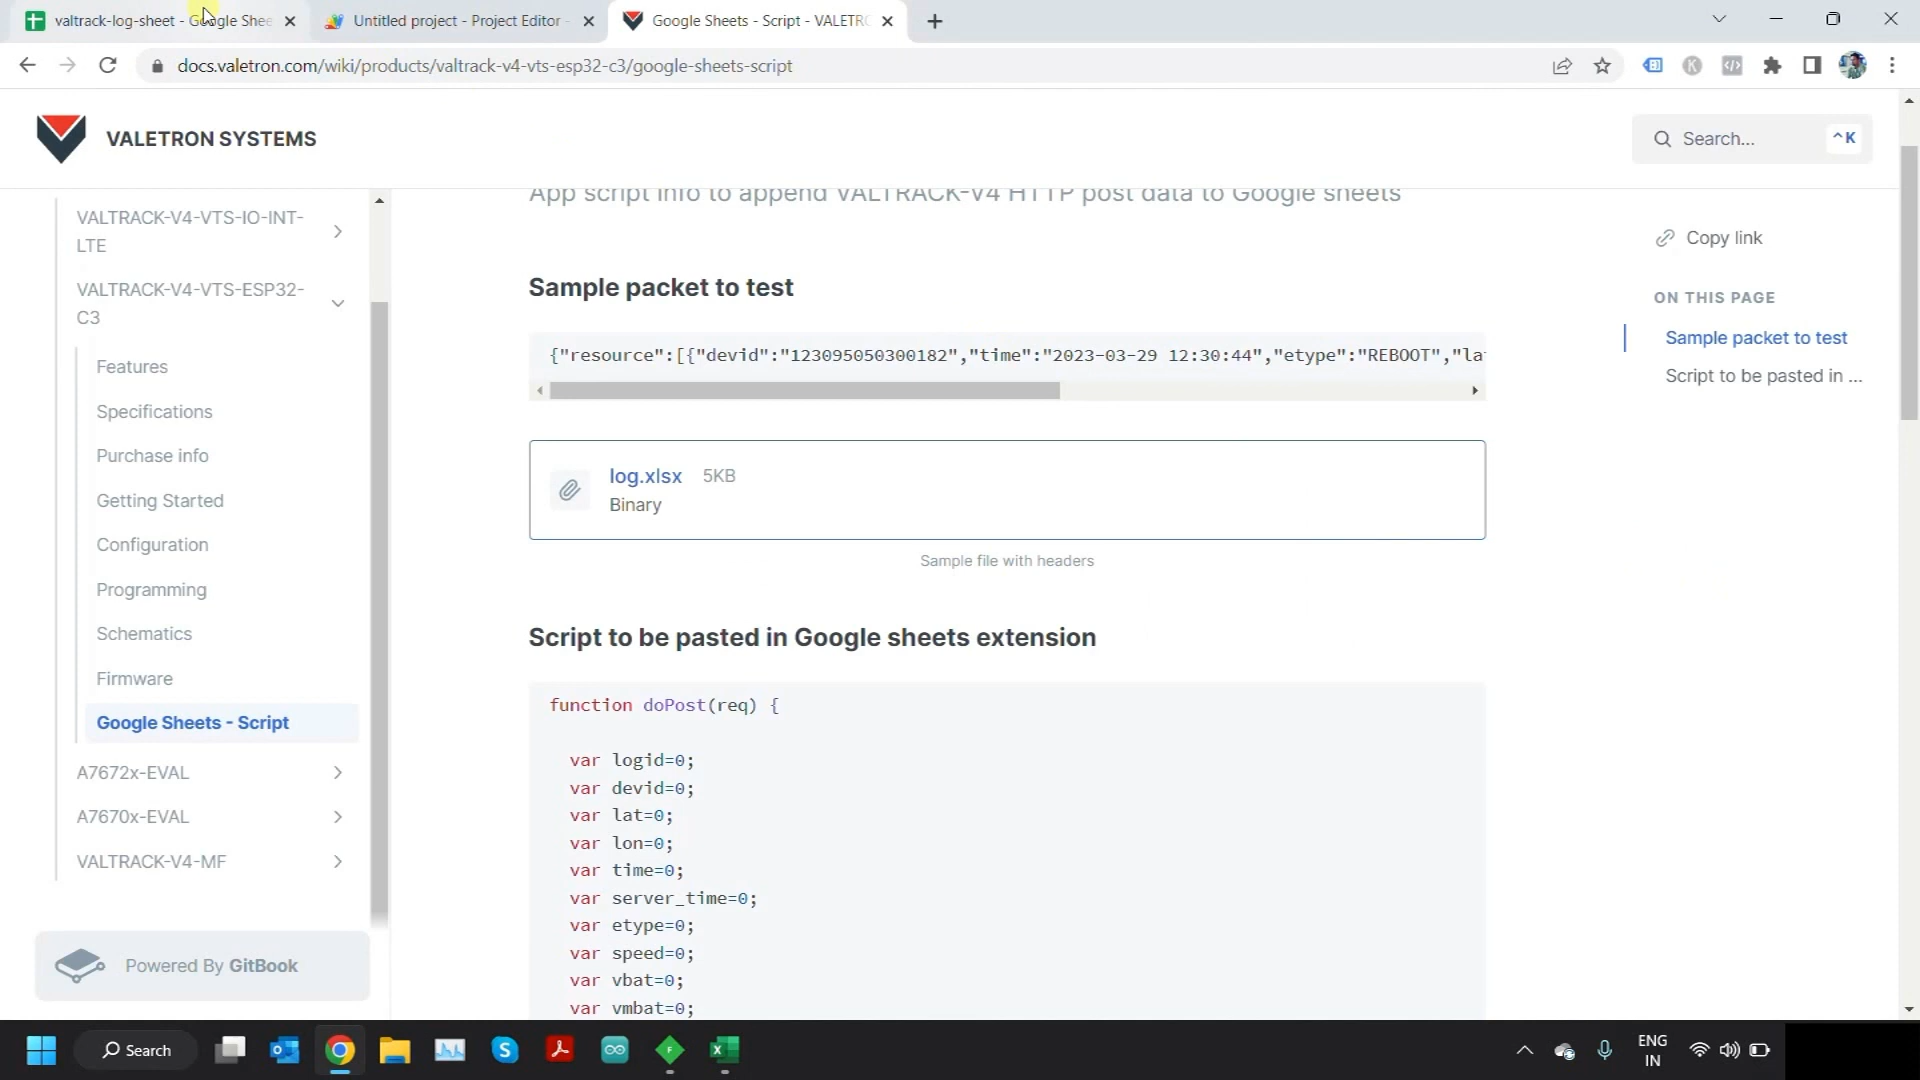 valtrack-log-sheet - Google Shee
Untitled project - Project Editor -
Google Sheets - Script - VALETR
docs.valetron.com/wiki/products/valtrack-v4-vts-esp32-c3/google-sheets-script
VALETRON SYSTEMS
Search...
^K
VALTRACK-V4-VTS-IO-INT-
LTE
VALTRACK-V4-VTS-ESP32-
C3
Features
Specifications
Purchase info
Getting Started
Configuration
Programming
Schematics
Firmware
Google Sheets - Script
A7672x-EVAL
A7670x-EVAL
VALTRACK-V4-MF
Powered By GitBook
App script info to append VALTRACK-V4 HTTP post data to Google sheets
Sample packet to test
{"resource":[{"devid":"123095050300182","time":"2023-03-29 12:30:44","etype":"REBOOT","la
log.xlsx 5KB
Binary
Sample file with headers
Script to be pasted in Google sheets extension
function doPost(req) {
var logid=0;
var devid=0;
var lat=0;
var lon=0;
var time=0;
var server_time=0;
var etype=0;
var speed=0;
var vbat=0;
var vmbat=0;
Copy link
ON THIS PAGE
Sample packet to test
Script to be pasted in ...
Search
ENG
IN